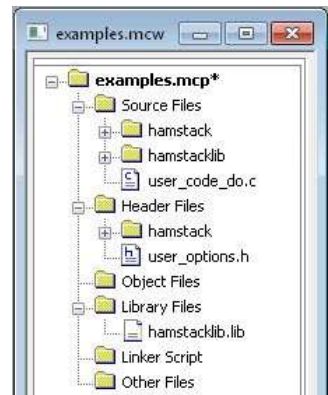 examples.mcw
examples.mcp*
Source Files
hamstack
hamstacklib
user_code_do.c
Header Files
hamstack
user_options.h
Object Files
Library Files
hamstacklib.lib
Linker Script
Other Files